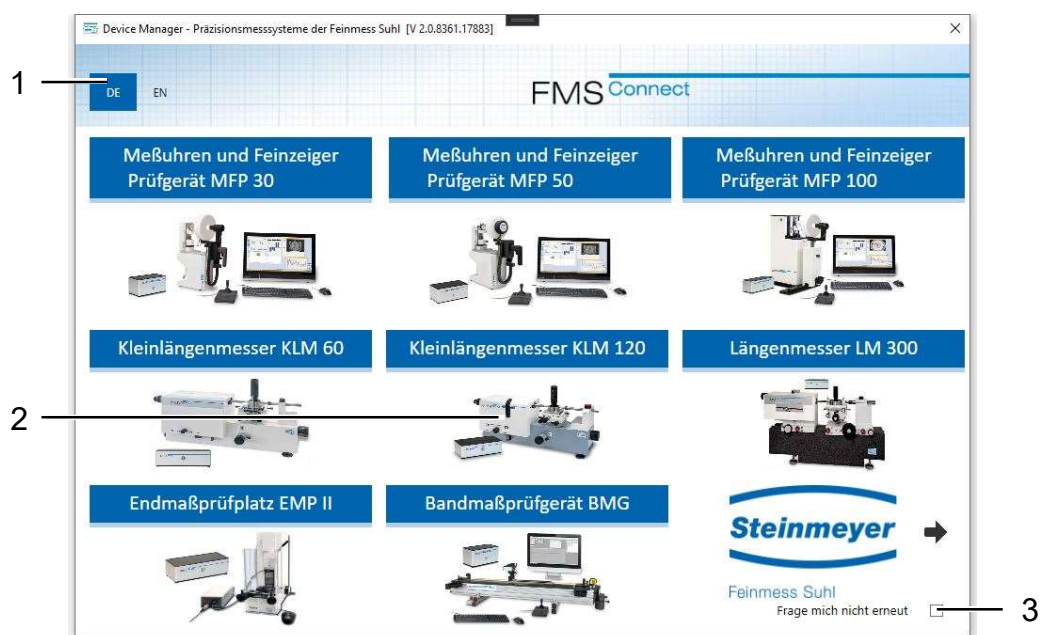 Device Manager - Präzisionsmesssysteme der Feinmess Suhl [V 2.0.8361.17883]
1
DE EN
FMS Connect
Meßuhren und Feinzeiger
Prüfgerät MFP 30
Meßuhren und Feinzeiger
Prüfgerät MFP 50
Meßuhren und Feinzeiger
Prüfgerät MFP 100
Kleinlängenmesser KLM 60
Kleinlängenmesser KLM 120
Längenmesser LM 300
2
Endmaßprüfplatz EMP II
Bandmaßprüfgerät BMG
Steinmeyer
Feinmess Suhl
Frage mich nicht erneut
3